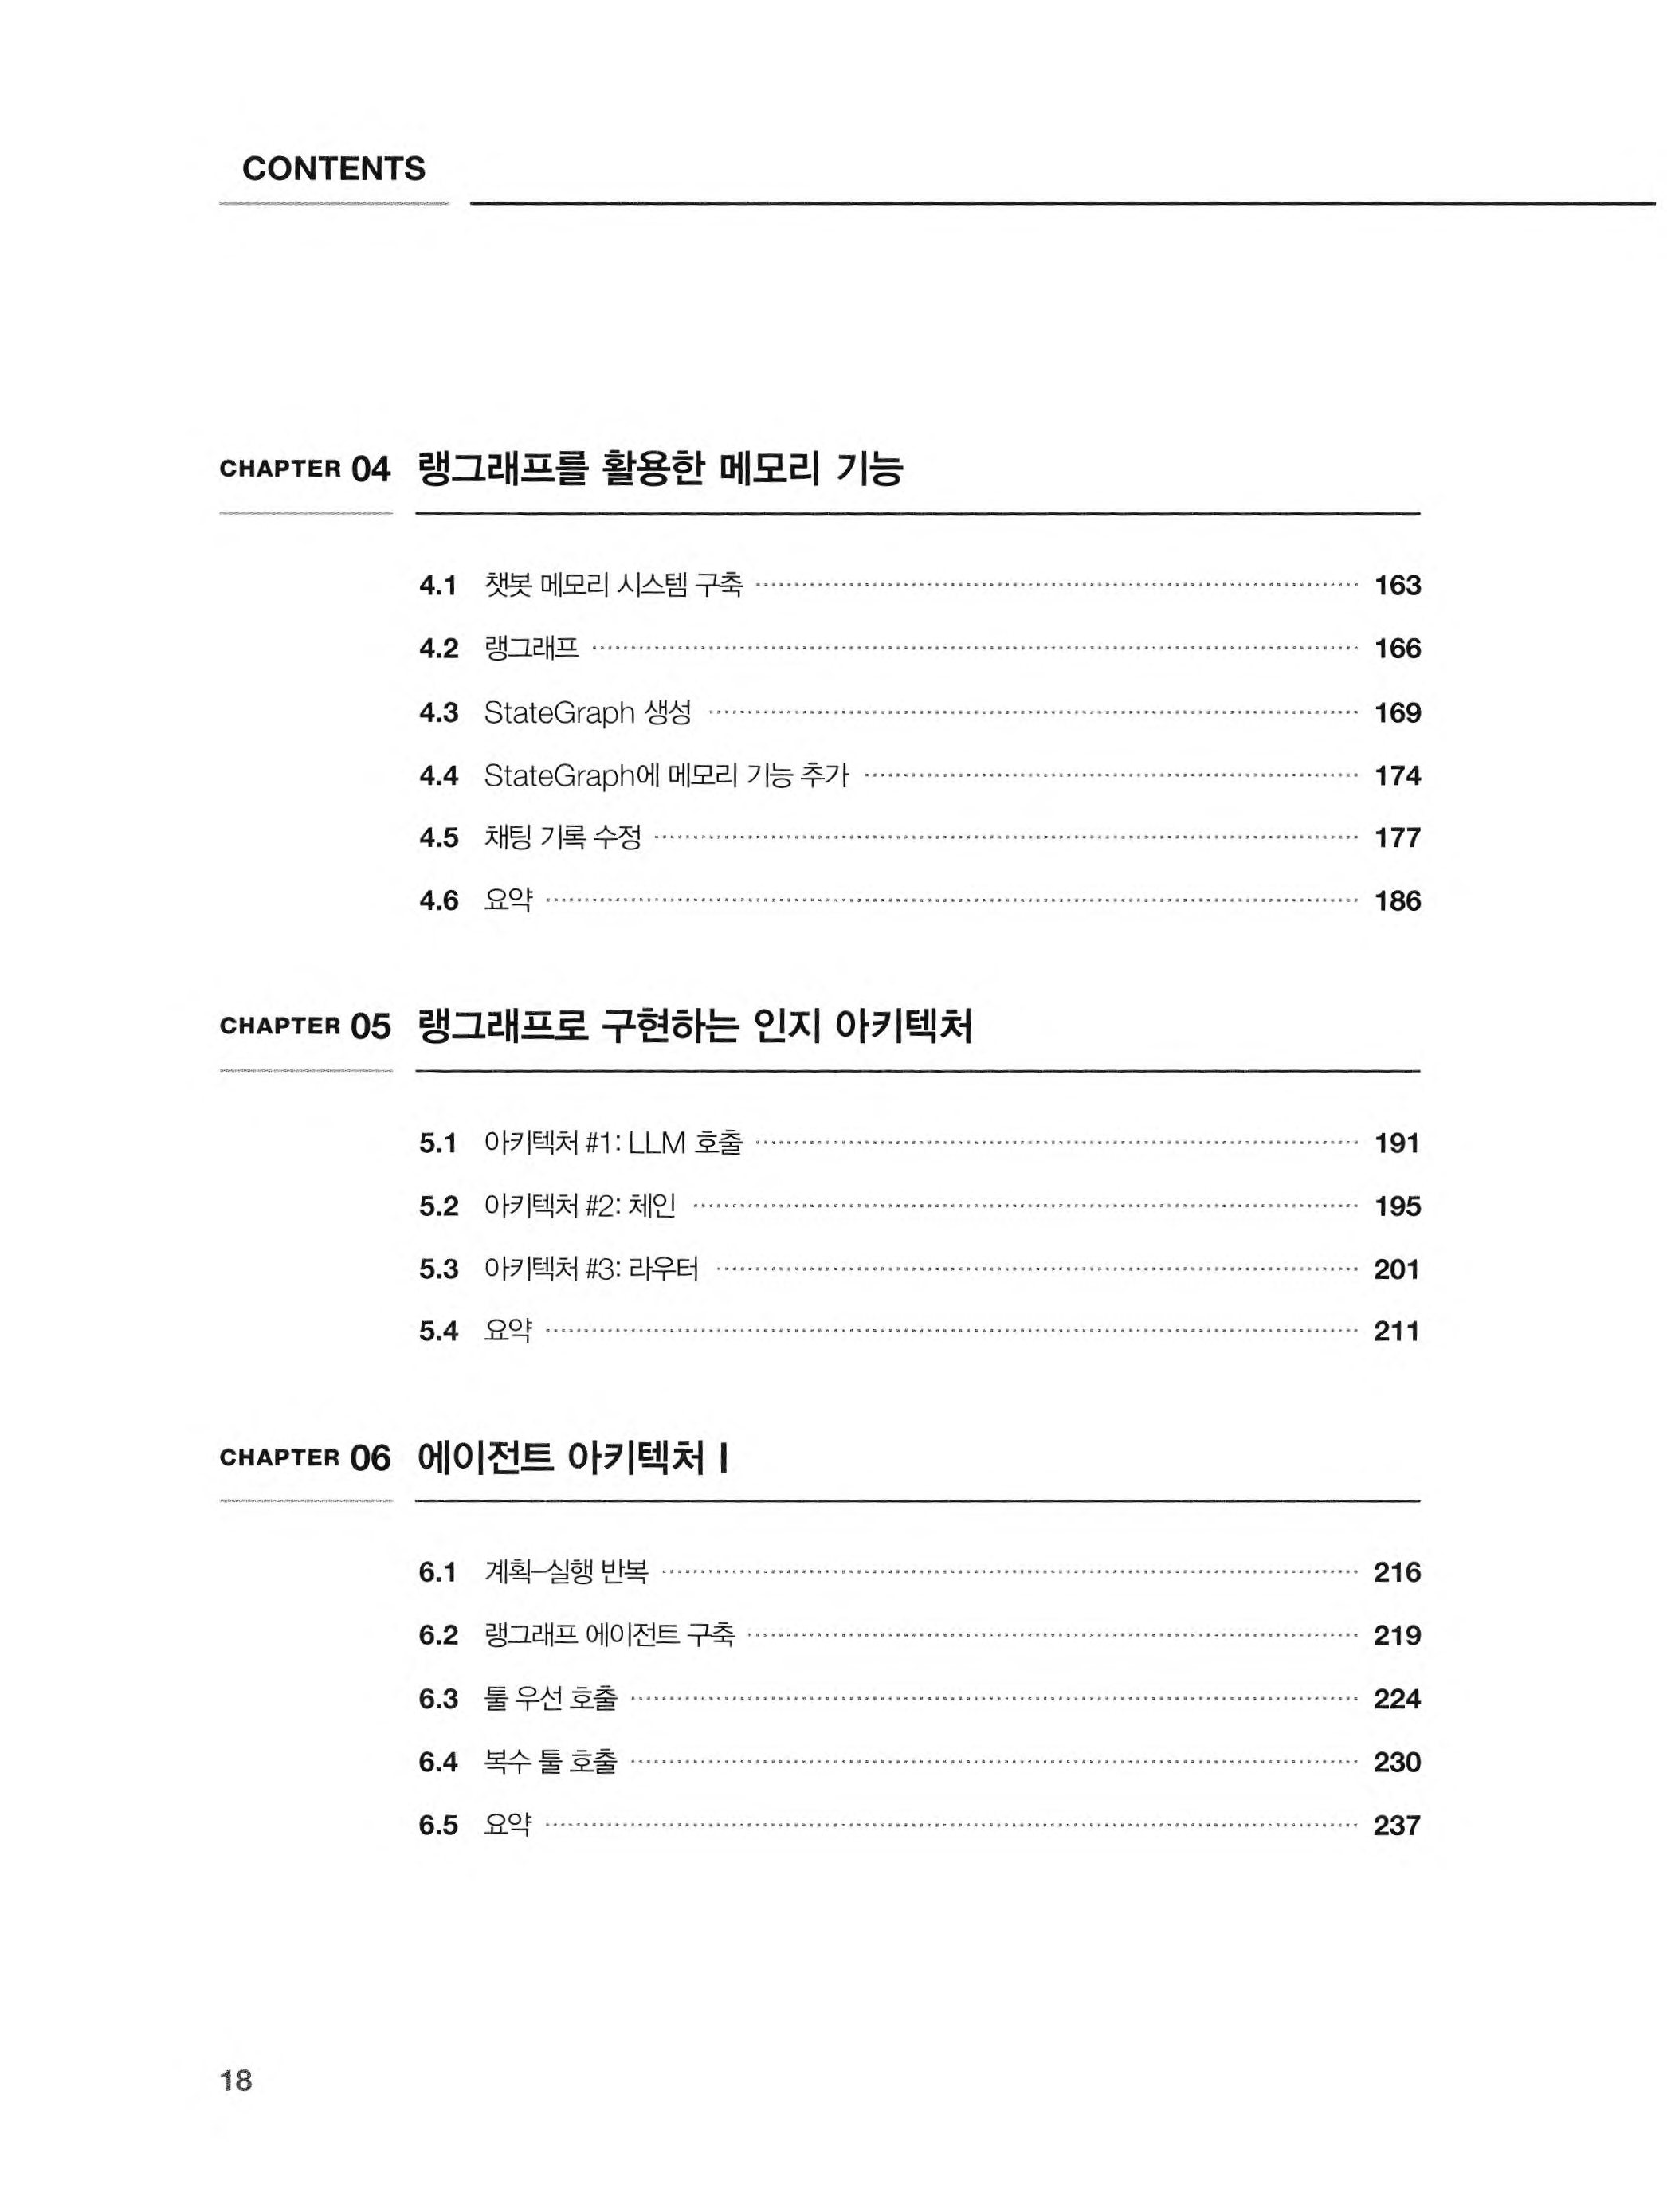 CONTENTS
CHAPTER 04 랭그래프를 활용한 메모리 기능
4.1 챗봇 메모리 시스템 구축 163
4.2 랭그래프 166
4.3 StateGraph 생성 169
4.4 StateGraph에 메모리 기능 추가 174
4.5 채팅 기록 수정 177
4.6 요약 186
CHAPTER 05 랭그래프로 구현하는 인지 아키텍처
5.1 아키텍처 #1: LLM 호출 191
5.2 아키텍처 #2: 체인 195
5.3 아키텍처 #3: 라우터 201
5.4 요약 211
CHAPTER 06 에이전트 아키텍처 I
6.1 계획–실행 반복 216
6.2 랭그래프 에이전트 구축 219
6.3 툴 우선 호출 224
6.4 복수 툴 호출 230
6.5 요약 237
18